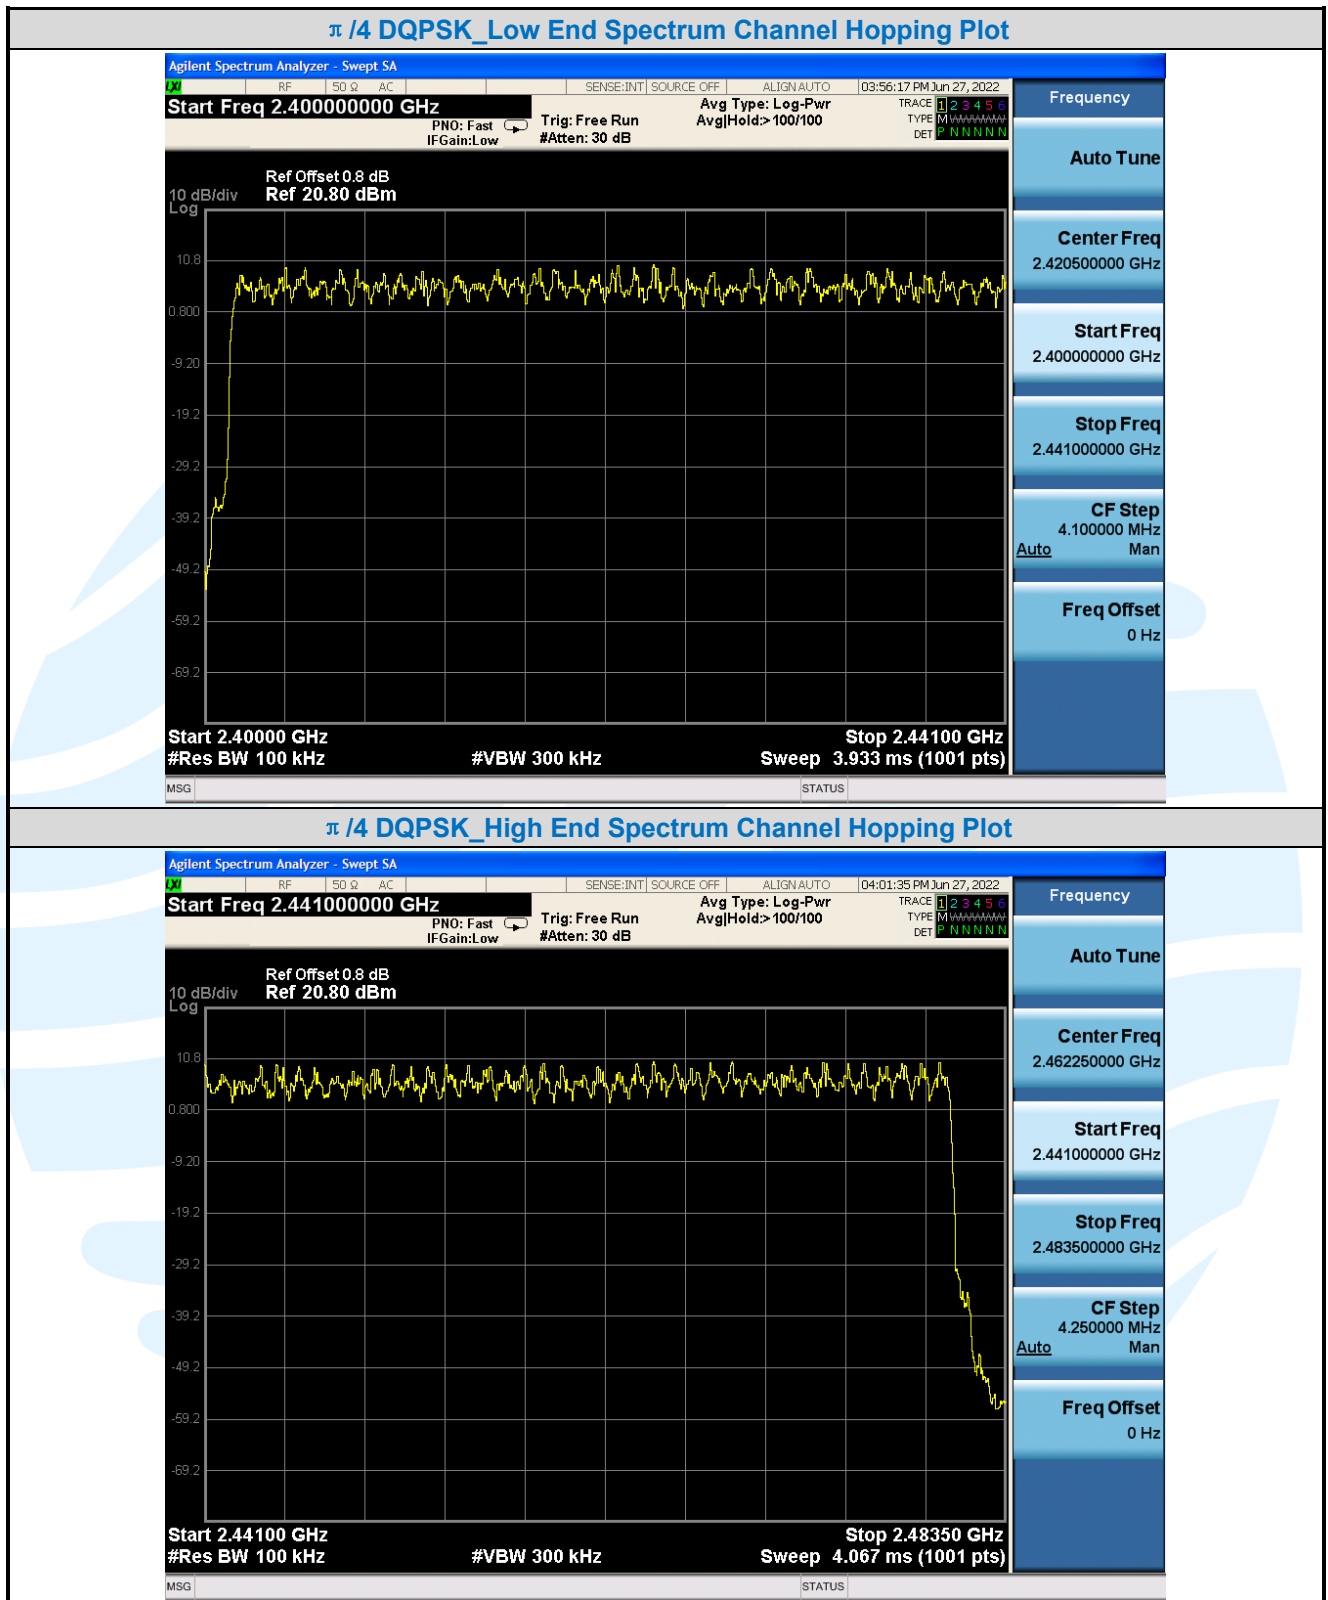 π /4 DQPSK_Low End Spectrum Channel Hopping Plot
Agilent Spectrum Analyzer - Swept SA
LXI RF 50 Ω AC SENSE:INT SOURCE OFF ALIGN AUTO 03:56:17 PM Jun 27, 2022
Start Freq 2.400000000 GHz
PNO: Fast
IFGain:Low
Trig: Free Run
#Atten: 30 dB
Avg Type: Log-Pwr
Avg|Hold:> 100/100
TRACE 1 2 3 4 5 6
TYPE M WWWWW
DET P N N N N N
Ref Offset 0.8 dB
10 dB/div Ref 20.80 dBm
Log
10.8
0.800
-9.20
-19.2
-29.2
-39.2
-49.2
-59.2
-69.2
Start 2.40000 GHz Stop 2.44100 GHz
#Res BW 100 kHz #VBW 300 kHz Sweep 3.933 ms (1001 pts)
MSG STATUS
Frequency
Auto Tune
Center Freq
2.420500000 GHz
Start Freq
2.400000000 GHz
Stop Freq
2.441000000 GHz
CF Step
4.100000 MHz
Auto Man
Freq Offset
0 Hz
π /4 DQPSK_High End Spectrum Channel Hopping Plot
Agilent Spectrum Analyzer - Swept SA
LXI RF 50 Ω AC SENSE:INT SOURCE OFF ALIGN AUTO 04:01:35 PM Jun 27, 2022
Start Freq 2.441000000 GHz
PNO: Fast
IFGain:Low
Trig: Free Run
#Atten: 30 dB
Avg Type: Log-Pwr
Avg|Hold:> 100/100
TRACE 1 2 3 4 5 6
TYPE M WWWWW
DET P N N N N N
Ref Offset 0.8 dB
10 dB/div Ref 20.80 dBm
Log
10.8
0.800
-9.20
-19.2
-29.2
-39.2
-49.2
-59.2
-69.2
Start 2.44100 GHz Stop 2.48350 GHz
#Res BW 100 kHz #VBW 300 kHz Sweep 4.067 ms (1001 pts)
MSG STATUS
Frequency
Auto Tune
Center Freq
2.462250000 GHz
Start Freq
2.441000000 GHz
Stop Freq
2.483500000 GHz
CF Step
4.250000 MHz
Auto Man
Freq Offset
0 Hz